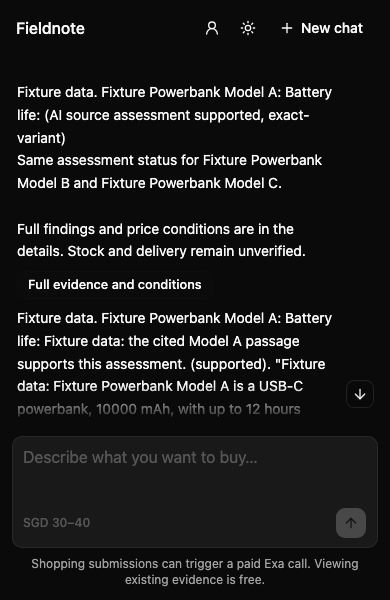 Fieldnote
+ New chat
Fixture data. Fixture Powerbank Model A: Battery
life: (AI source assessment supported, exact-
variant)
Same assessment status for Fixture Powerbank
Model B and Fixture Powerbank Model C.
Full findings and price conditions are in the
details. Stock and delivery remain unverified.
Full evidence and conditions
Fixture data. Fixture Powerbank Model A: Battery
life: Fixture data: the cited Model A passage
supports this assessment. (supported). "Fixture
data: Fixture Powerbank Model A is a USB-C
powerbank, 10000 mAh, with up to 12 hours
Describe what you want to buy...
SGD 30–40
Shopping submissions can trigger a paid Exa call. Viewing
existing evidence is free.